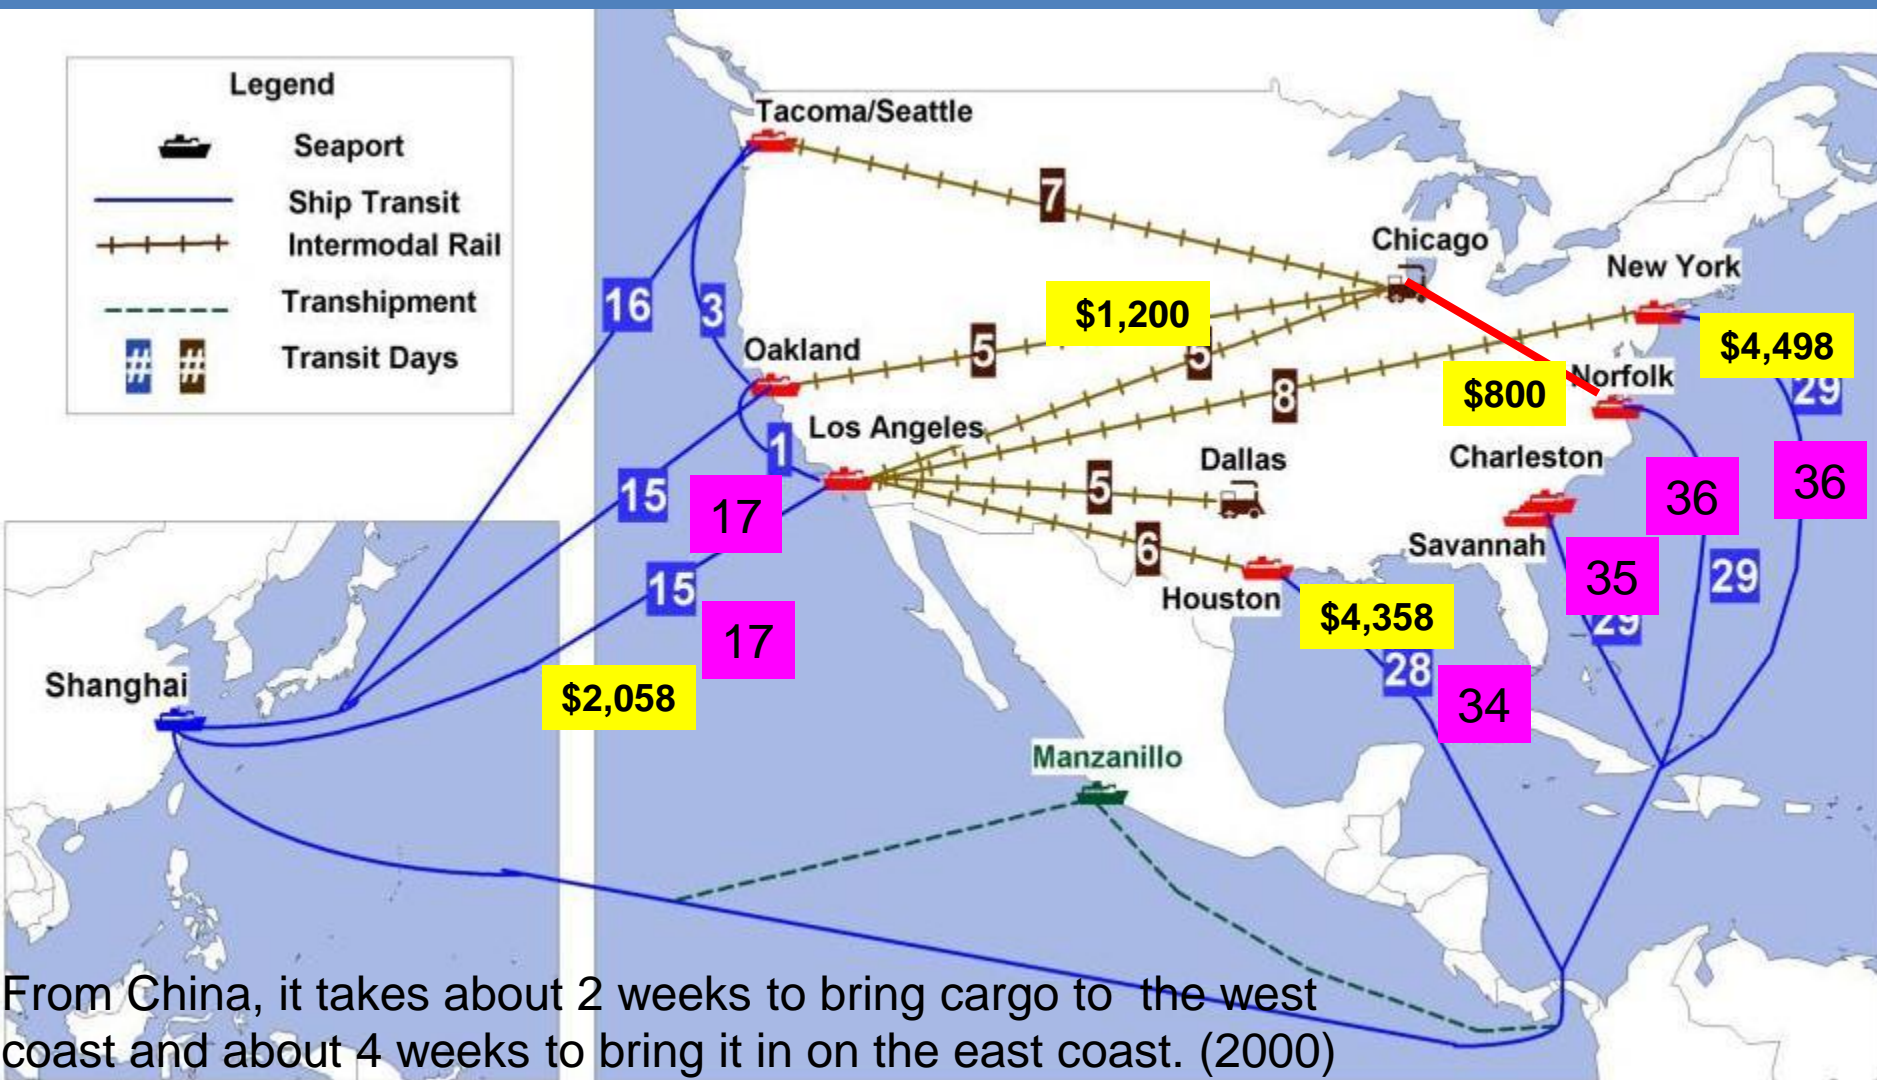 Legend
Seaport
Ship Transit
Intermodal Rail
Transhipment
# # Transit Days
Tacoma/Seattle
7
Chicago
New York
16
3
$1,200
$4,498
Oakland
5
5
8
$800
Norfolk
29
1
Los Angeles
Dallas
Charleston
15
17
5
36
36
6
Savannah
15
Houston
35
29
29
$4,358
17
Shanghai
$2,058
28
34
Manzanillo
From China, it takes about 2 weeks to bring cargo to the west
coast and about 4 weeks to bring it in on the east coast. (2000)